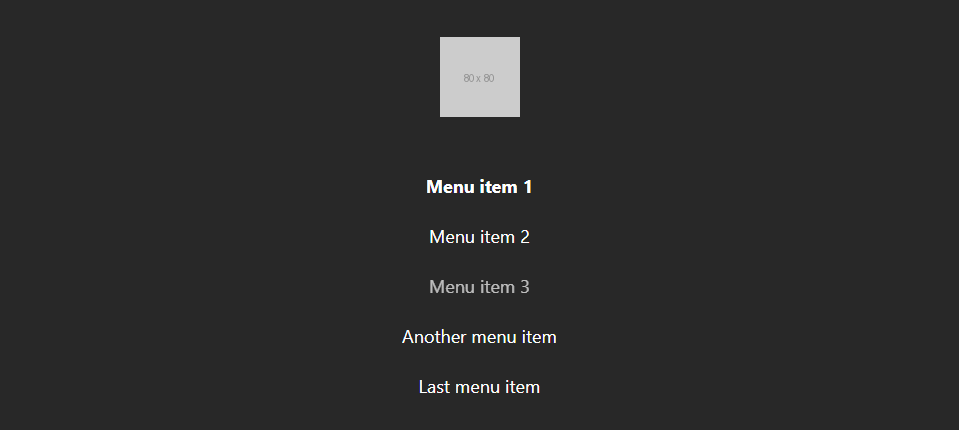 80 x 80
Menu item 1
Menu item 2
Menu item 3
Another menu item
Last menu item